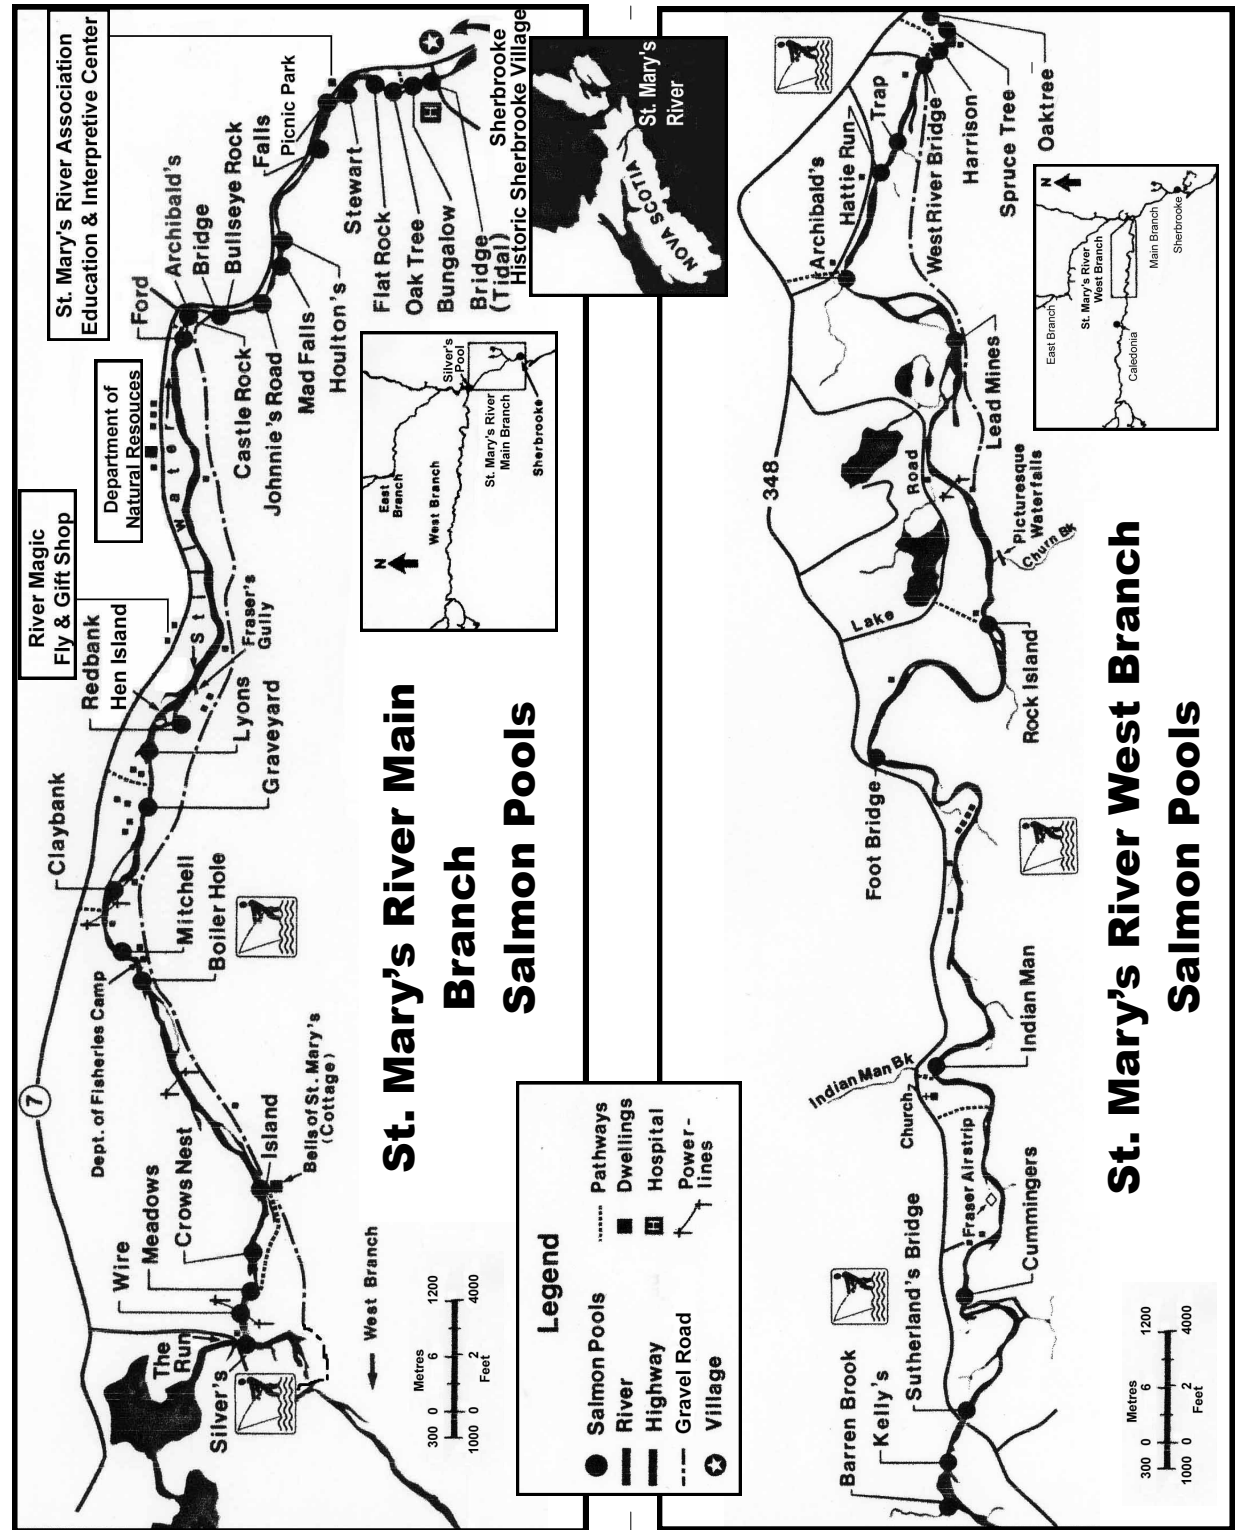 St. Mary's River Association
Education & Interpretive Center
Department of
Natural Resouces
River Magic
Fly & Gift Shop
7
Picnic Park
Falls
Bullseye Rock
Bridge
Archibald's
Ford
Stillwater
Redbank
Hen Island
Claybank
Stewart
Flat Rock
Oak Tree
Bungalow
Bridge
(Tidal)
H
Sherbrooke
Historic Sherbrooke Village
Houlton's
Mad Falls
Johnnie's Road
Castle Rock
Fraser's
Gully
Lyons
Graveyard
Mitchell
Boiler Hole
Dept. of Fisheries Camp
Bells of St. Mary's
(Cottage)
Island
Crows Nest
Meadows
Wire
The
Run
Silver's
West Branch
Metres
300 0 6 1200
1000 0 2 4000
Feet
N
East
Branch
West Branch
Silver's
Pool
St. Mary's River
Main Branch
Sherbrooke
St. Mary's River Main
Branch
Salmon Pools
NOVA SCOTIA
St. Mary's
River
Legend
Salmon Pools
River
Highway
Gravel Road
Village
Pathways
Dwellings
H
Hospital
Power-
lines
348
Archibald's
Hattie Run
Trap
West River Bridge
Harrison
Spruce Tree
Oaktree
Lead Mines
Road
Lake
Picturesque
Waterfalls
Churn Bk
Rock Island
Foot Bridge
Indian Man
Indian Man Bk
Church
Fraser Airstrip
Cummingers
Sutherland's Bridge
Kelly's
Barren Brook
Metres
300 0 6 1200
1000 0 2 4000
Feet
N
East Branch
St. Mary's River
West Branch
Main Branch
Sherbrooke
Caledonia
St. Mary's River West Branch
Salmon Pools